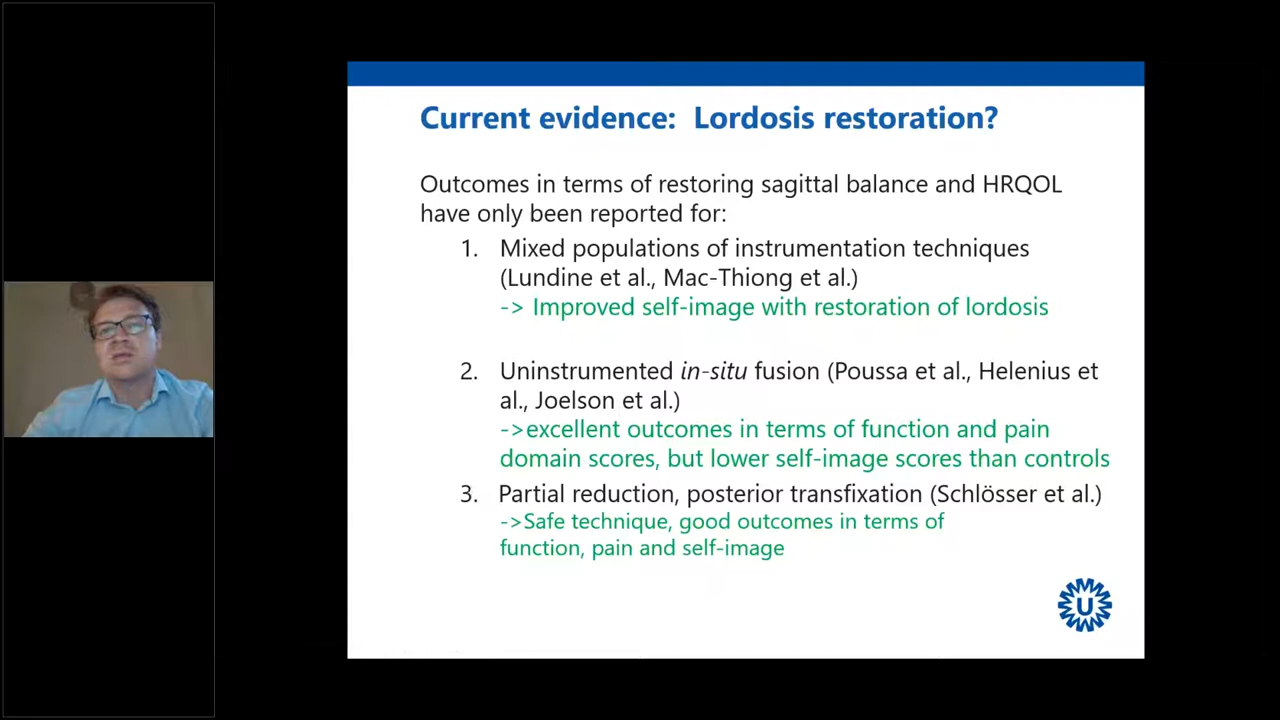 Current evidence: Lordosis restoration?
Outcomes in terms of restoring sagittal balance and HRQOL
have only been reported for:
1. Mixed populations of instrumentation techniques
(Lundine et al., Mac-Thiong et al.)
-> Improved self-image with restoration of lordosis
2. Uninstrumented in-situ fusion (Poussa et al., Helenius et
al., Joelson et al.)
->excellent outcomes in terms of function and pain
domain scores, but lower self-image scores than controls
3. Partial reduction, posterior transfixation (Schlösser et al.)
->Safe technique, good outcomes in terms of
function, pain and self-image
U